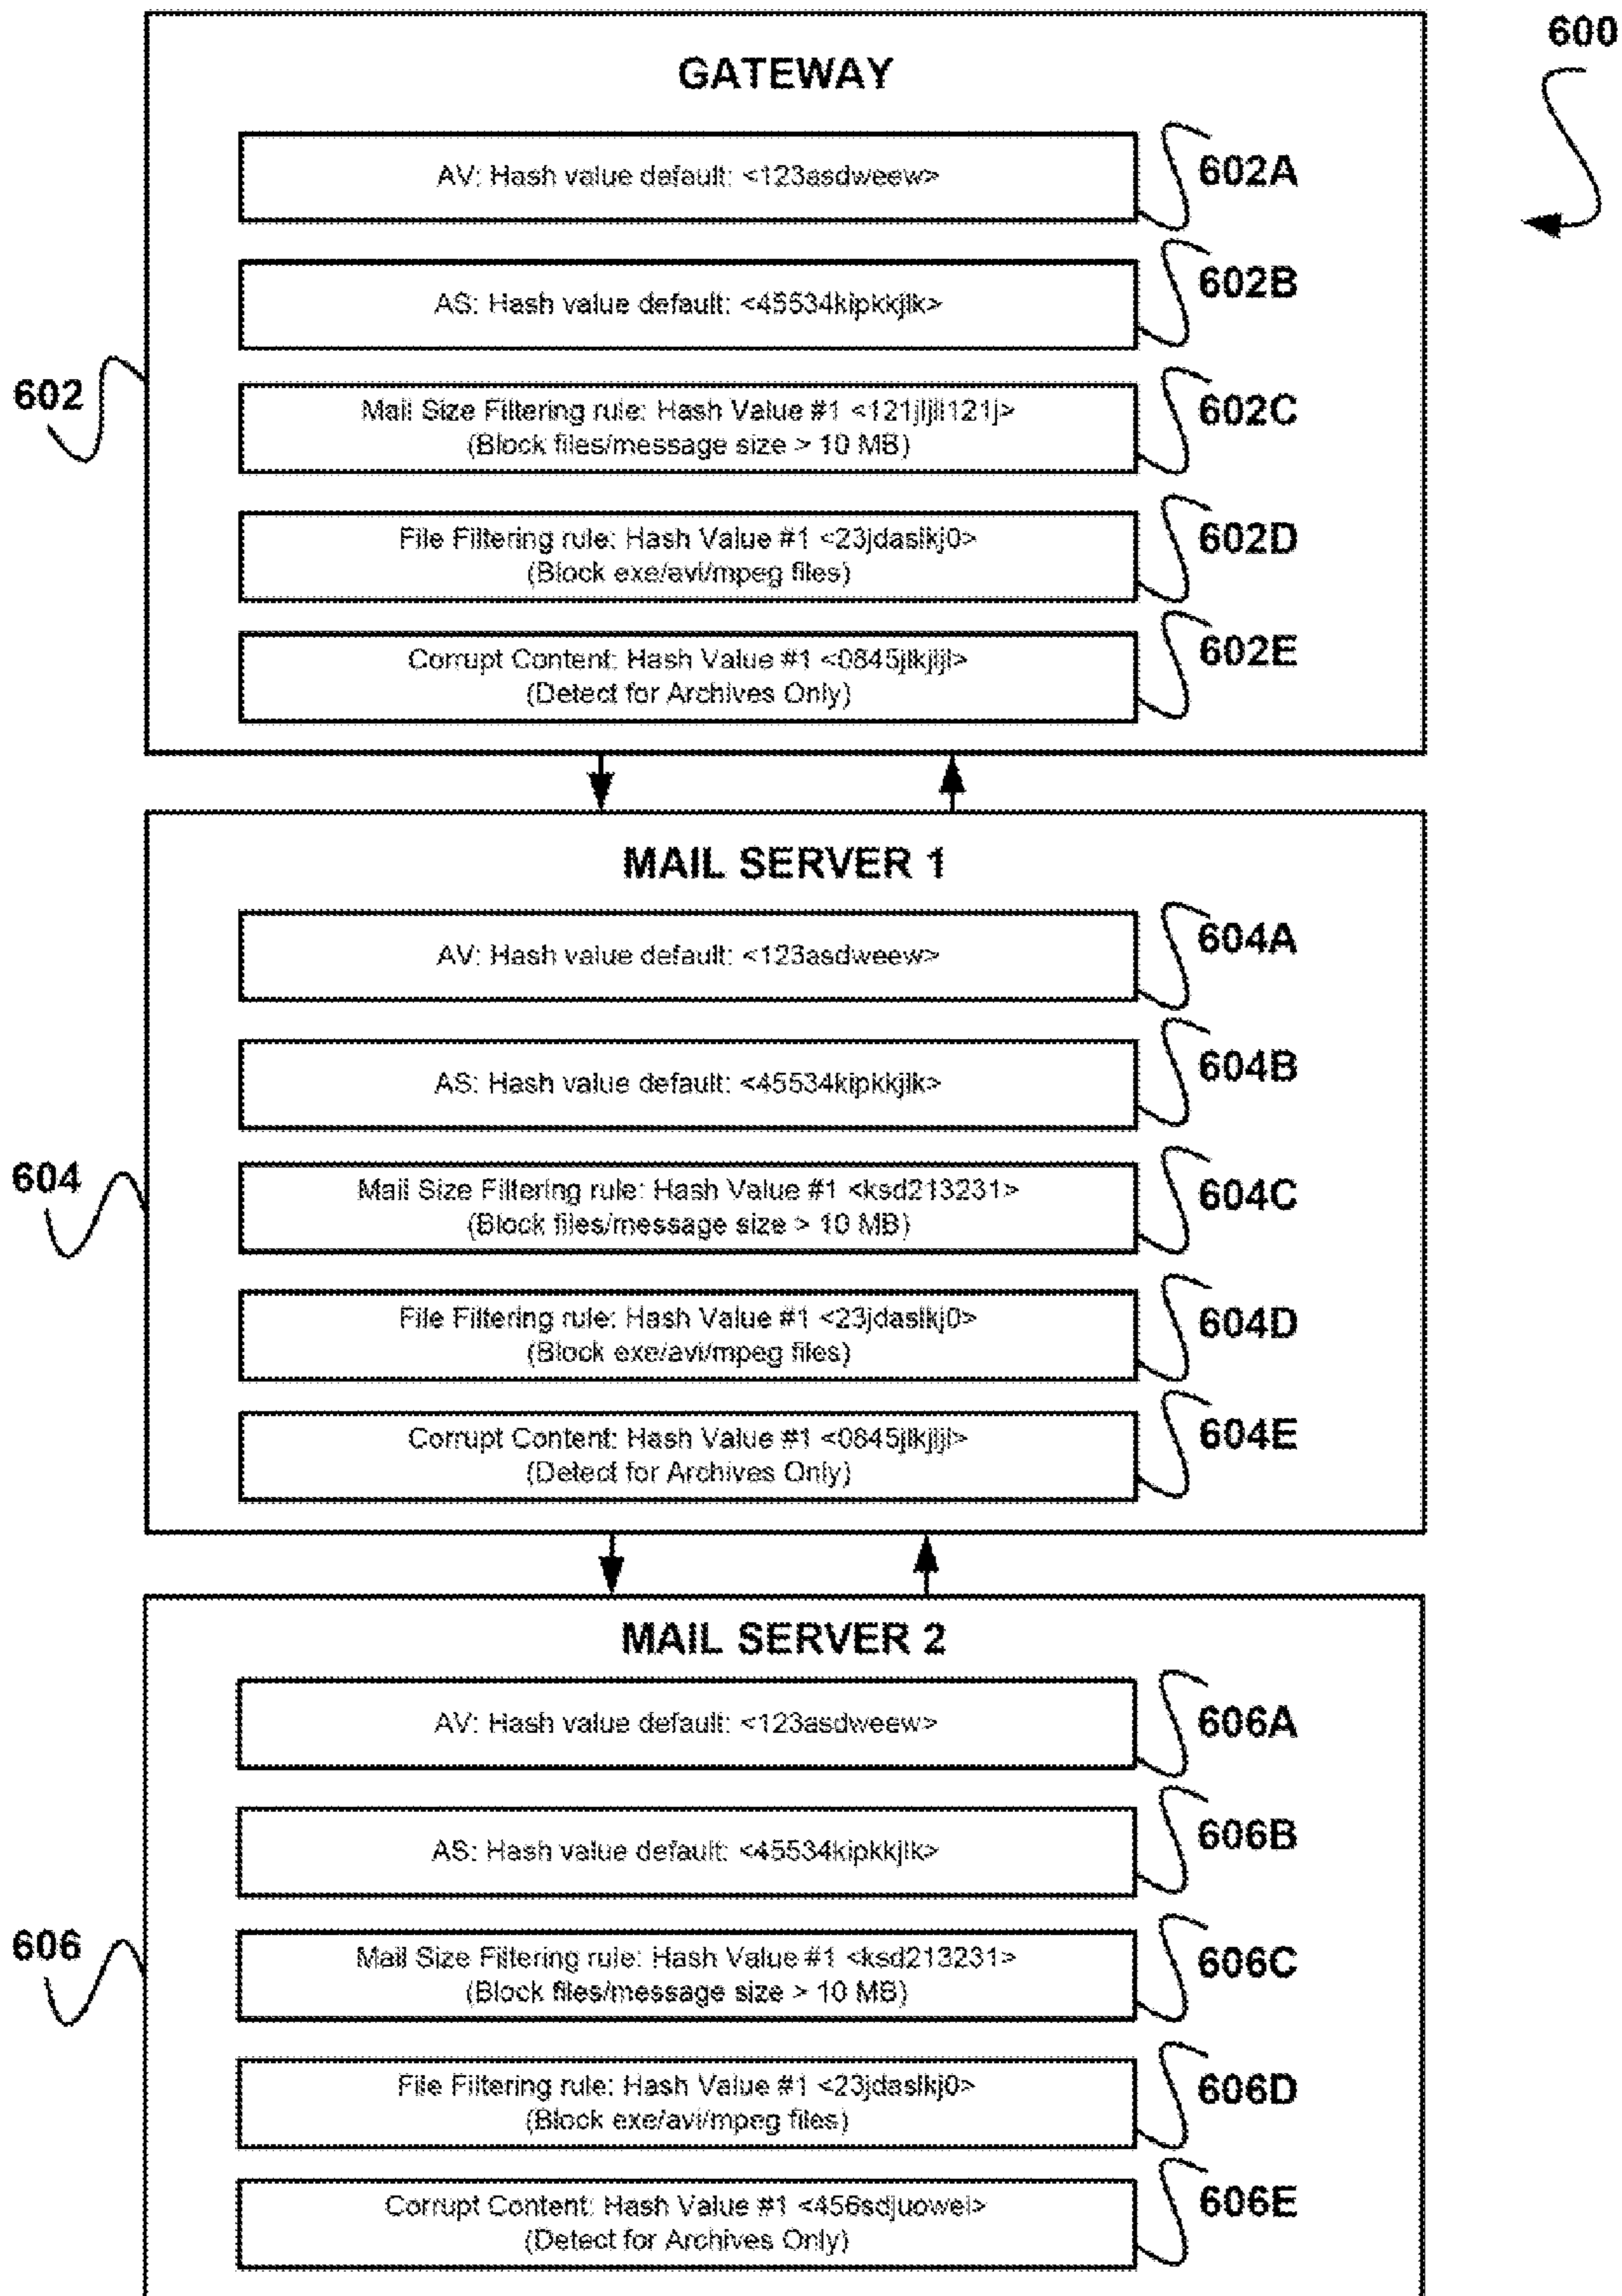 600
GATEWAY
AV: Hash value default: <123asdweew>
602A
AS: Hash value default: <45534kipkkjlk>
602B
602
Mail Size Filtering rule: Hash Value #1 <121jljjll121j>
(Block files/message size > 10 MB)
602C
File Filtering rule: Hash Value #1 <23jdaslkj0>
(Block exe/avi/mpeg files)
602D
Corrupt Content: Hash Value #1 <0845jlkjljl>
(Detect for Archives Only)
602E
MAIL SERVER 1
AV: Hash value default: <123asdweew>
604A
AS: Hash value default: <45534kipkkjlk>
604B
604
Mail Size Filtering rule: Hash Value #1 <ksd213231>
(Block files/message size > 10 MB)
604C
File Filtering rule: Hash Value #1 <23jdaslkj0>
(Block exe/avi/mpeg files)
604D
Corrupt Content: Hash Value #1 <0845jlkjljl>
(Detect for Archives Only)
604E
MAIL SERVER 2
AV: Hash value default: <123asdweew>
606A
AS: Hash value default: <45534kipkkjlk>
606B
606
Mail Size Filtering rule: Hash Value #1 <ksd213231>
(Block files/message size > 10 MB)
606C
File Filtering rule: Hash Value #1 <23jdaslkj0>
(Block exe/avi/mpeg files)
606D
Corrupt Content: Hash Value #1 <456sdjuowel>
(Detect for Archives Only)
606E